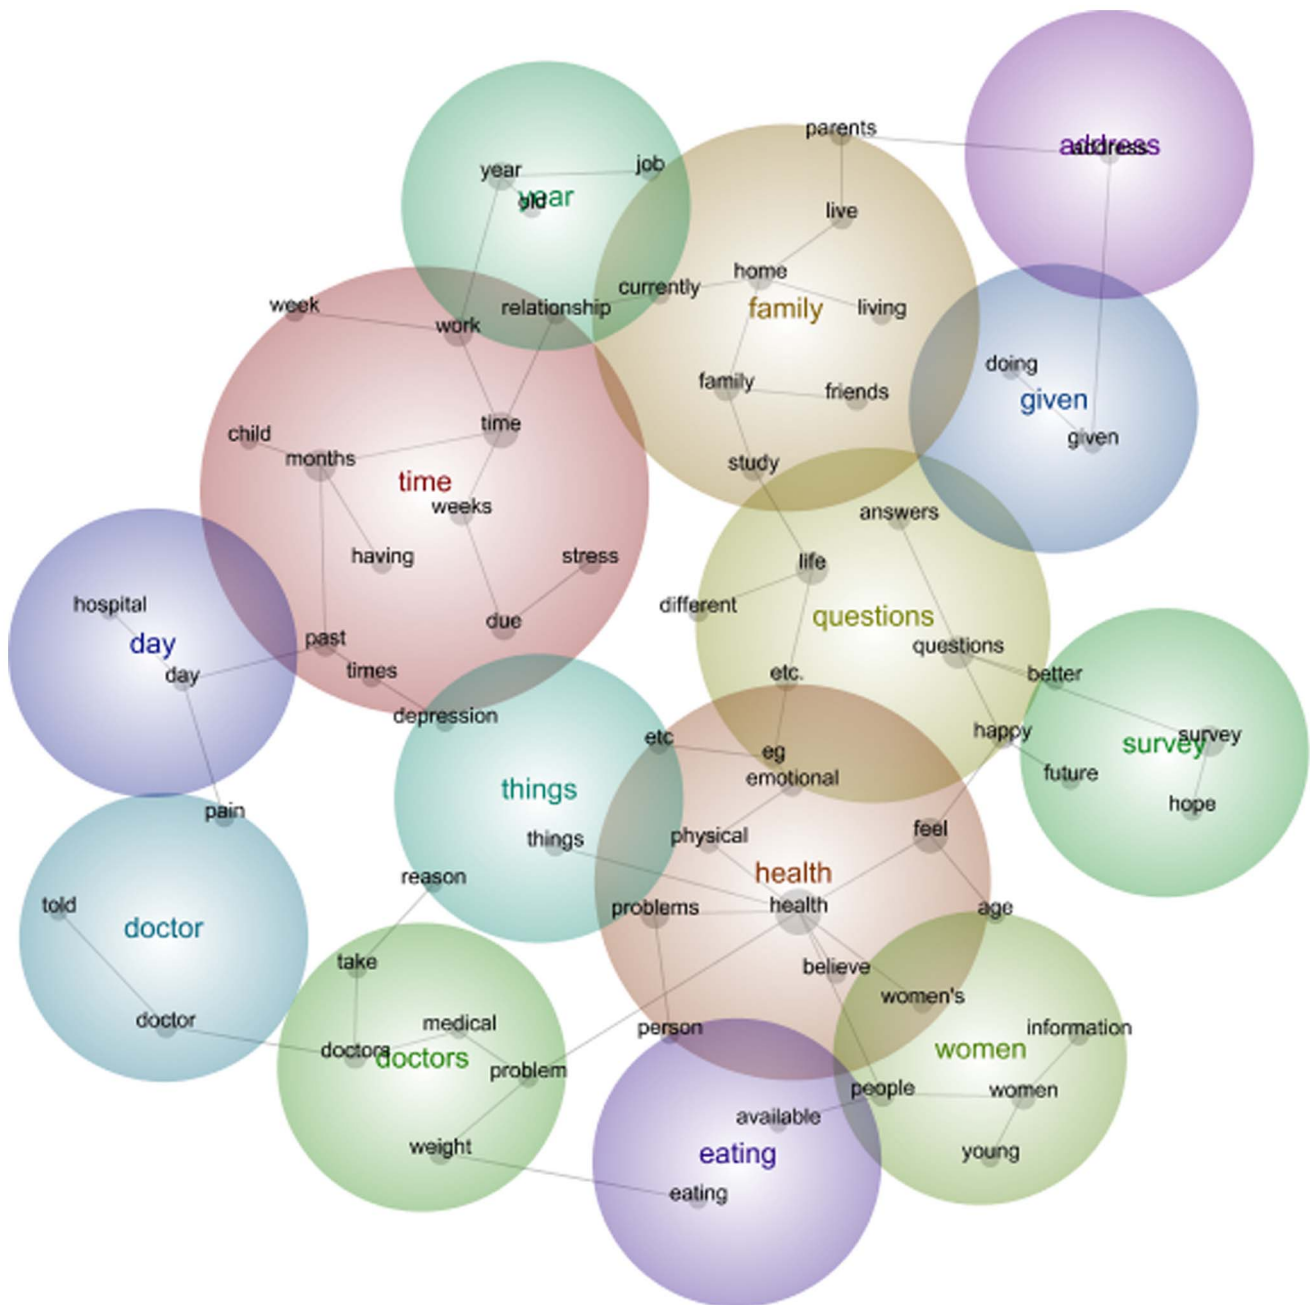 parents
address
address
year
job
year
old
live
home
currently
week
relationship
living
family
work
doing
family
friends
given
time
child
given
months
study
time
weeks
answers
having
stress
life
hospital
different
questions
due
day
past
questions
day
times
etc.
better
depression
happy
survey
etc
survey
eg
future
emotional
things
hope
pain
feel
physical
things
health
reason
told
problems
health
age
doctor
take
believe
women's
doctor
medical
person
information
doctors
doctors
women
problem
people
women
available
weight
eating
young
eating